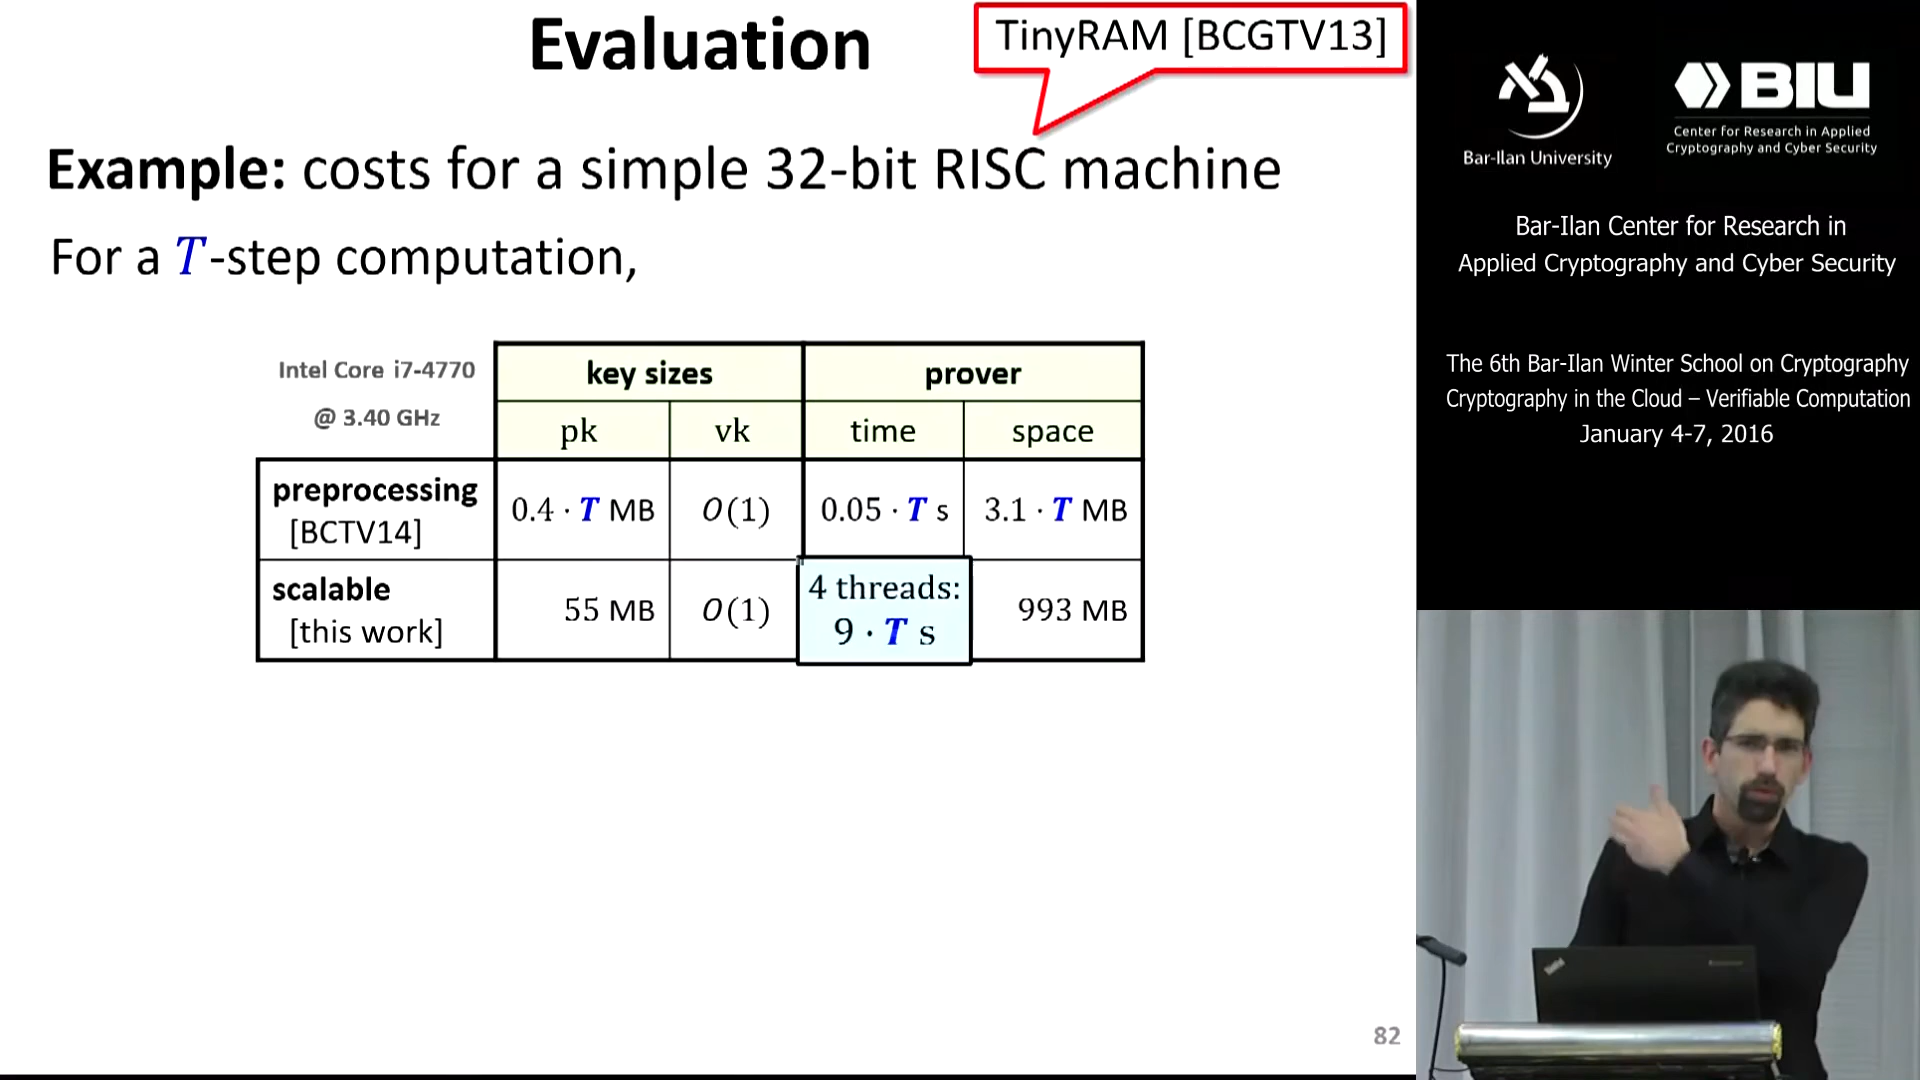 Evaluation
TinyRAM [BCGTV13]
Example: costs for a simple 32-bit RISC machine
For a T-step computation,
Intel Core i7-4770
@ 3.40 GHz
key sizes
prover
pk
vk
time
space
preprocessing
[BCTV14]
0.4 · T MB
O(1)
0.05 · T s
3.1 · T MB
scalable
[this work]
55 MB
O(1)
4 threads:
9 · T s
993 MB
82
Bar-Ilan University
BIU
Center for Research in Applied
Cryptography and Cyber Security
Bar-Ilan Center for Research in
Applied Cryptography and Cyber Security
The 6th Bar-Ilan Winter School on Cryptography
Cryptography in the Cloud – Verifiable Computation
January 4-7, 2016